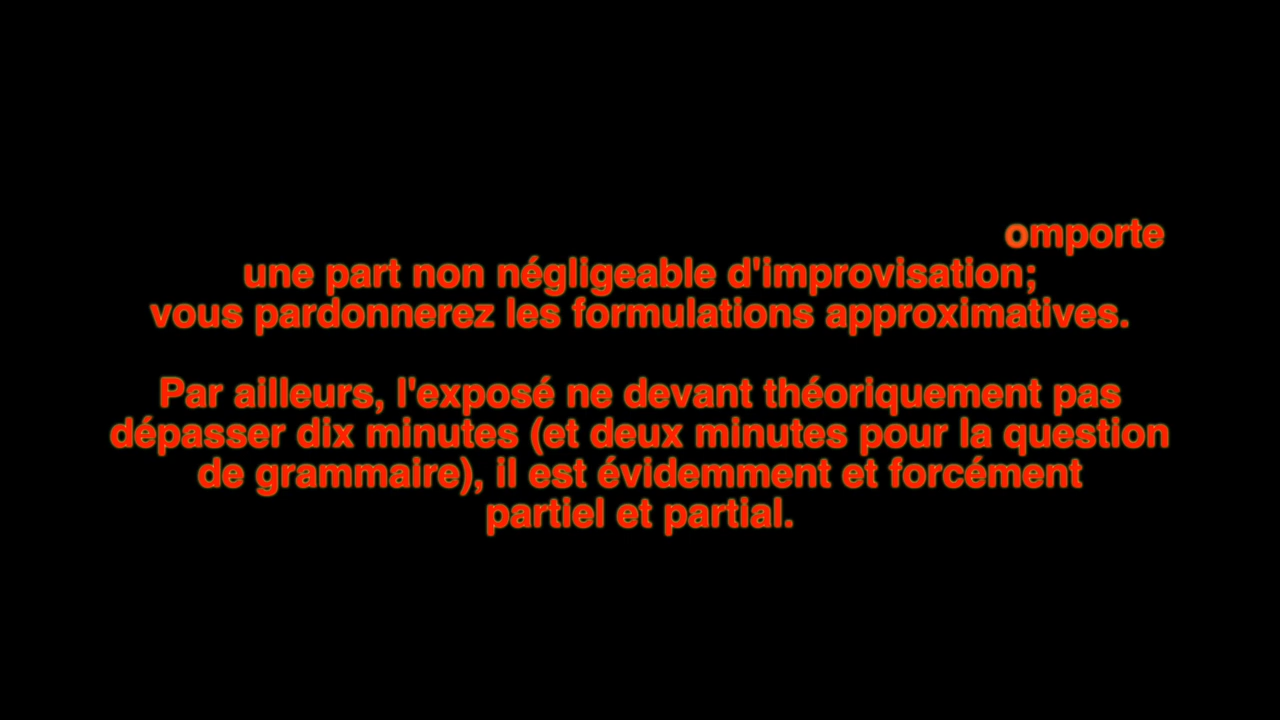 omporte
une part non négligeable d'improvisation;
vous pardonnerez les formulations approximatives.
Par ailleurs, l'exposé ne devant théoriquement pas
dépasser dix minutes (et deux minutes pour la question
de grammaire), il est évidemment et forcément
partiel et partial.